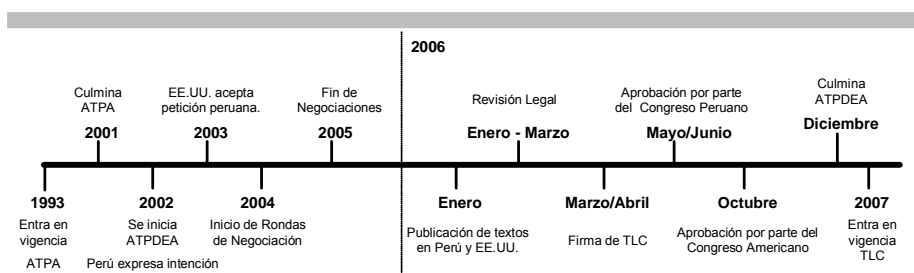 2006
Culmina
ATPA
2001
EE.UU. acepta
petición peruana.
2003
Fin de
Negociaciones
2005
Revisión Legal
Enero - Marzo
Aprobación por parte
del Congreso Peruano
Mayo/Junio
Culmina
ATPDEA
Diciembre
1993
Entra en
vigencia
ATPA
2002
Se inicia
ATPDEA
Perú expresa intención
2004
Inicio de Rondas
de Negociación
Enero
Publicación de textos
en Perú y EE.UU.
Marzo/Abril
Firma de TLC
Octubre
Aprobación por parte del
Congreso Americano
2007
Entra en
vigencia
TLC